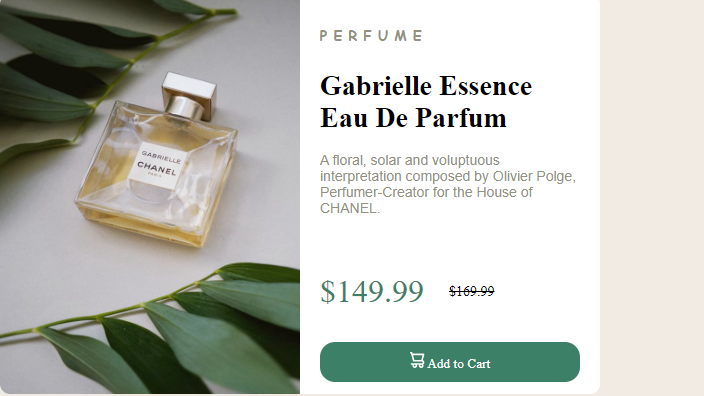 GABRIELLE
CHANEL
PARIS
PERFUME
Gabrielle Essence
Eau De Parfum
A floral, solar and voluptuous
interpretation composed by Olivier Polge,
Perfumer-Creator for the House of
CHANEL.
$149.99 $169.99
Add to Cart